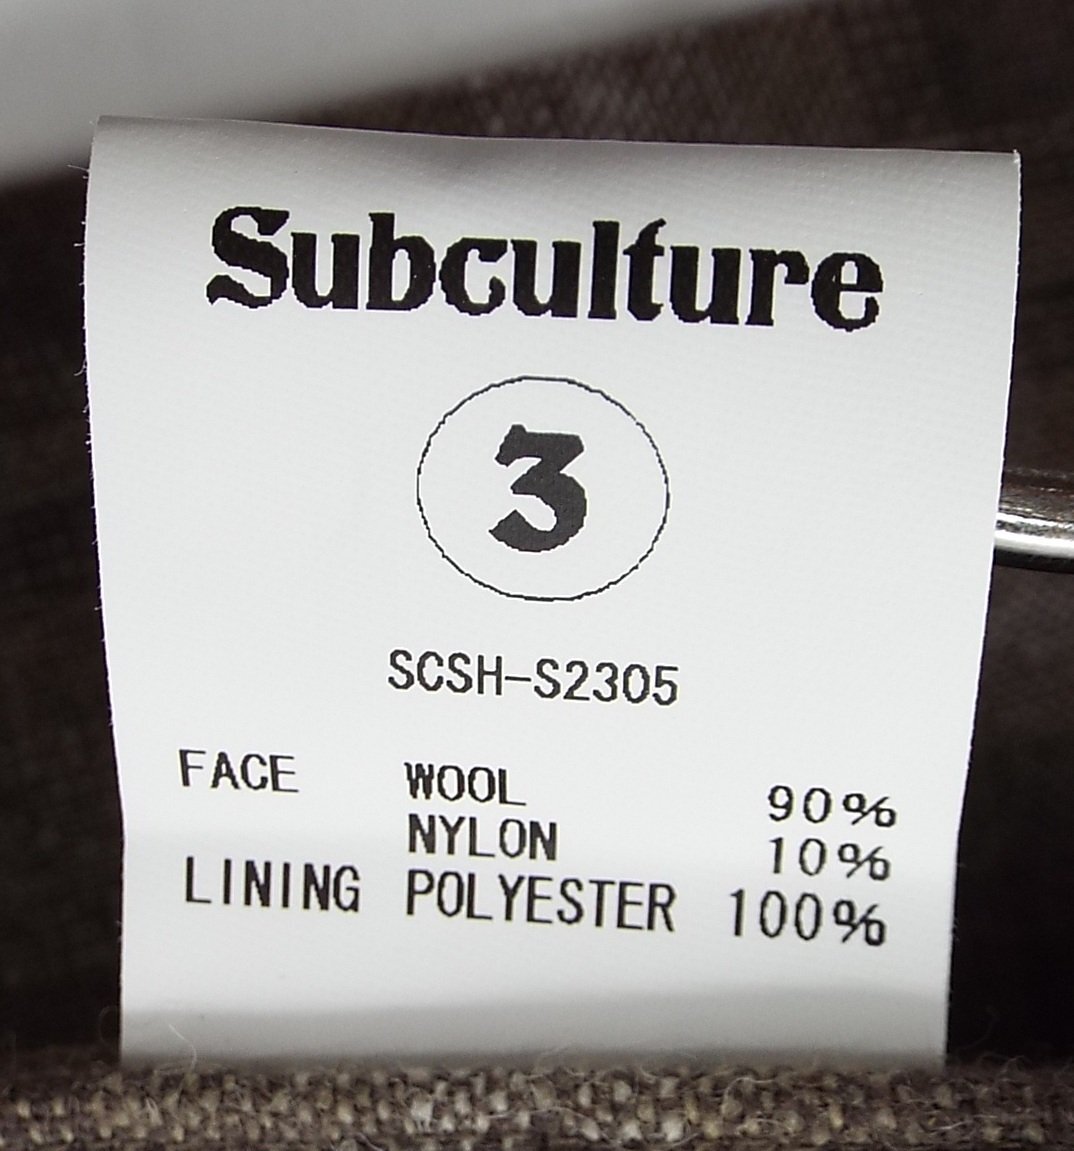 Subculture
3
SCSH-S2305
FACE WOOL 90%
NYLON 10%
LINING POLYESTER 100%